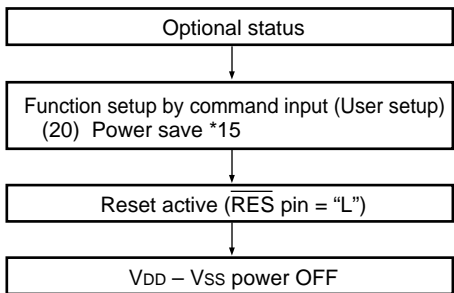 Optional status
Function setup by command input (User setup)
(20) Power save *15
Reset active (R̅E̅S̅ pin = “L”)
VDD – VSS power OFF